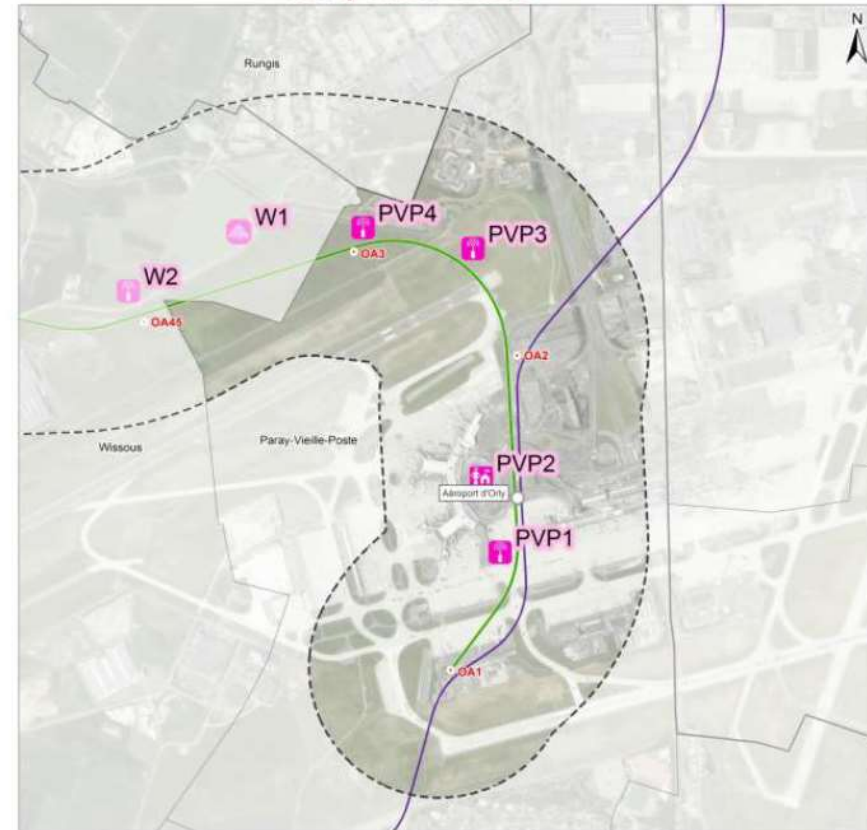 N
Rungis
W1
PVP4
PVP3
OA3
W2
OA45
OA2
Wissous
Paray-Vieille-Poste
PVP2
Aéroport d'Orly
PVP1
OA1